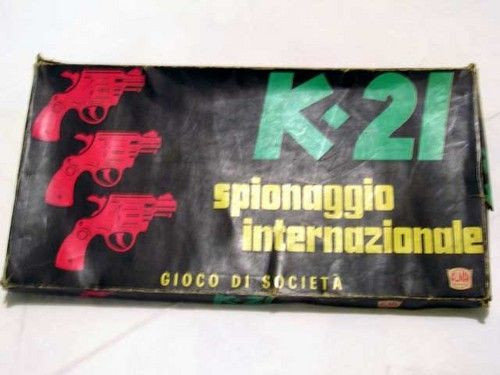 K·21
spionaggio
internazionale
GIOCO DI SOCIETÀ